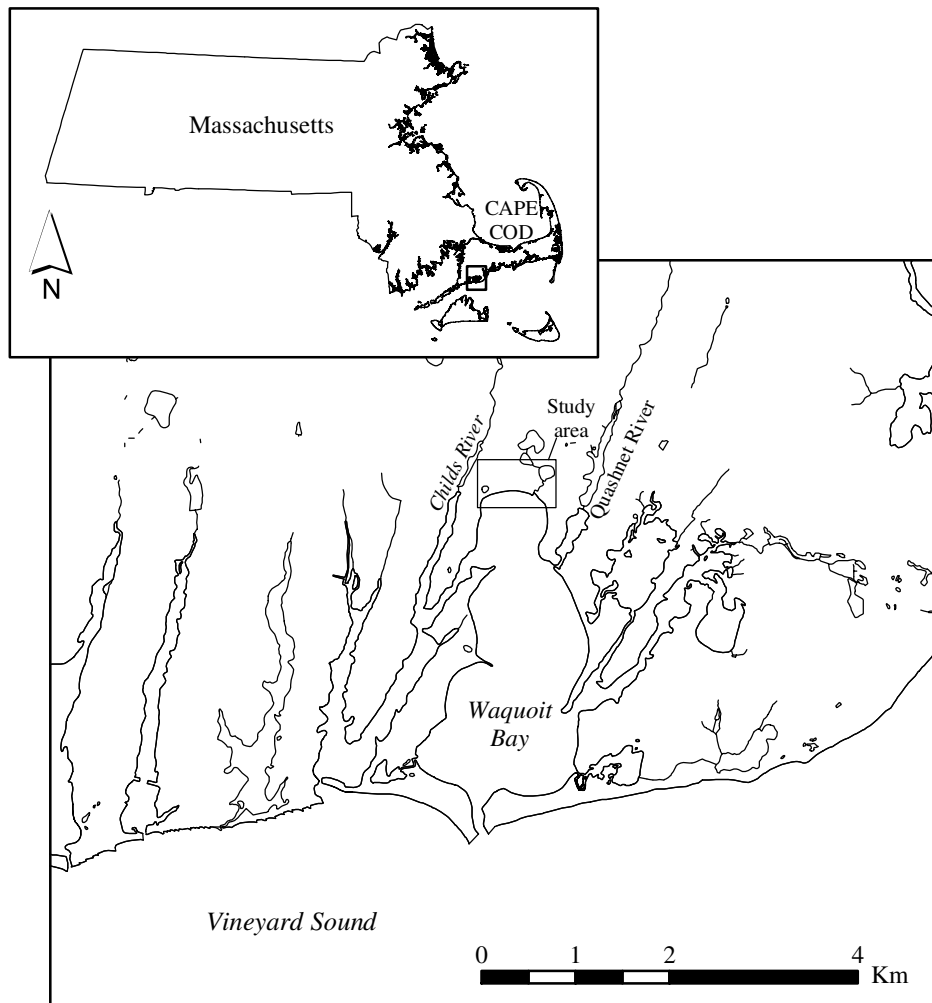 Massachusetts
CAPE
COD
N
Study
area
Childs River
Quashnet River
Waquoit
Bay
Vineyard Sound
0 1 2 4
Km